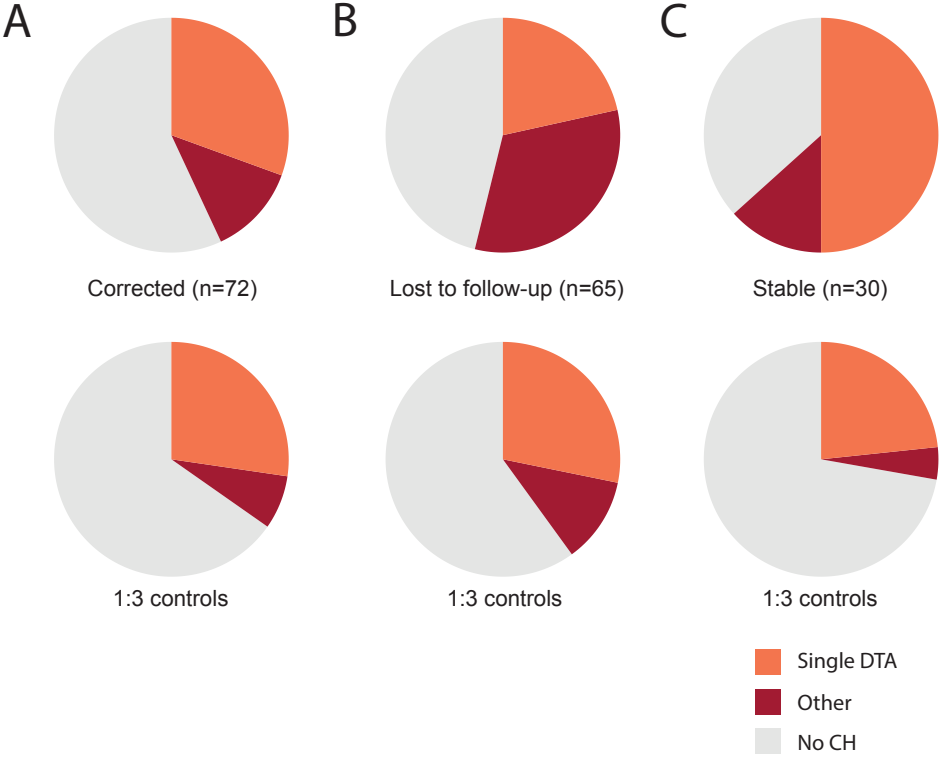 A
B
C
Corrected (n=72)
Lost to follow-up (n=65)
Stable (n=30)
1:3 controls
1:3 controls
1:3 controls
Single DTA
Other
No CH